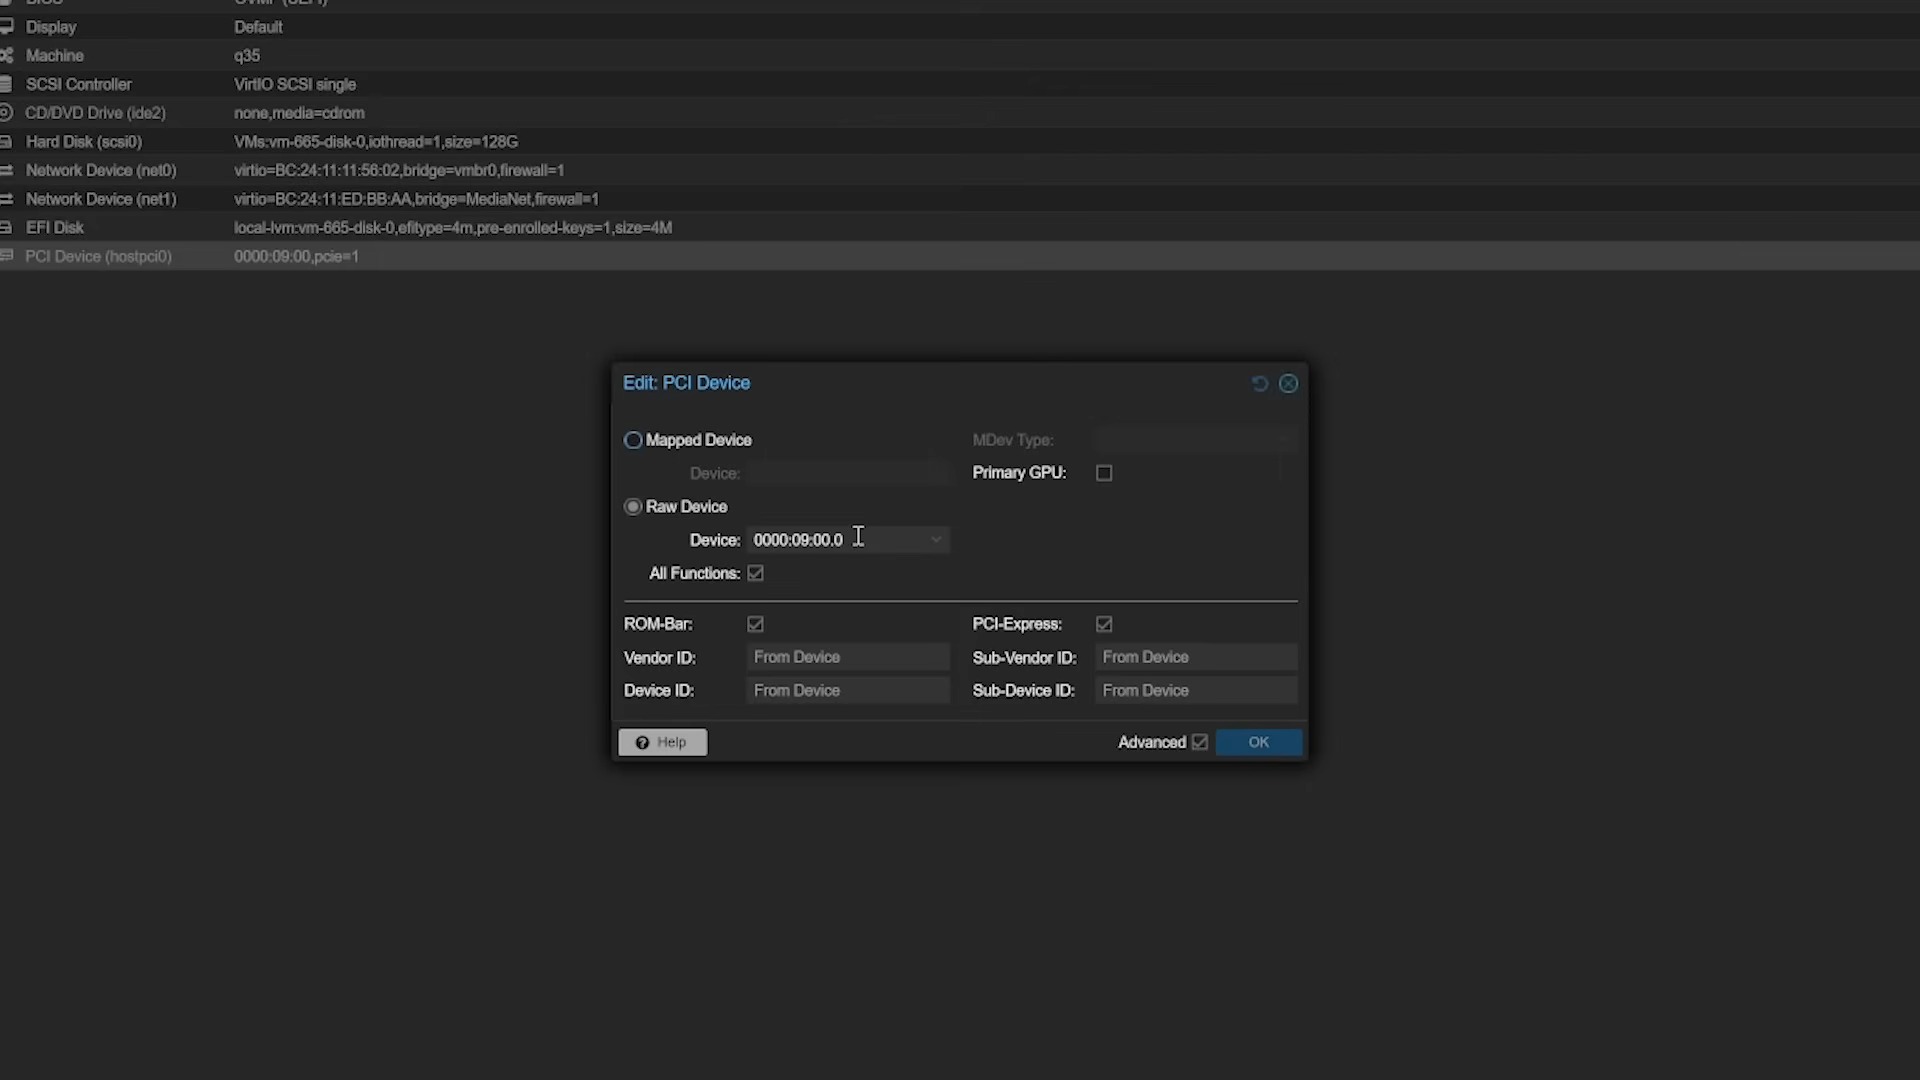 BIOS OVMF (UEFI)
Display Default
Machine q35
SCSI Controller VirtIO SCSI single
CD/DVD Drive (ide2) none,media=cdrom
Hard Disk (scsi0) VMs:vm-665-disk-0,iothread=1,size=128G
Network Device (net0) virtio=BC:24:11:11:56:02,bridge=vmbr0,firewall=1
Network Device (net1) virtio=BC:24:11:ED:BB:AA,bridge=MediaNet,firewall=1
EFI Disk local-lvm:vm-665-disk-0,efitype=4m,pre-enrolled-keys=1,size=4M
PCI Device (hostpci0) 0000:09:00,pcie=1
Edit: PCI Device
Mapped Device MDev Type:
Device: Primary GPU:
Raw Device
Device: 0000:09:00.0
All Functions:
ROM-Bar: PCI-Express:
Vendor ID: From Device Sub-Vendor ID: From Device
Device ID: From Device Sub-Device ID: From Device
Help Advanced OK